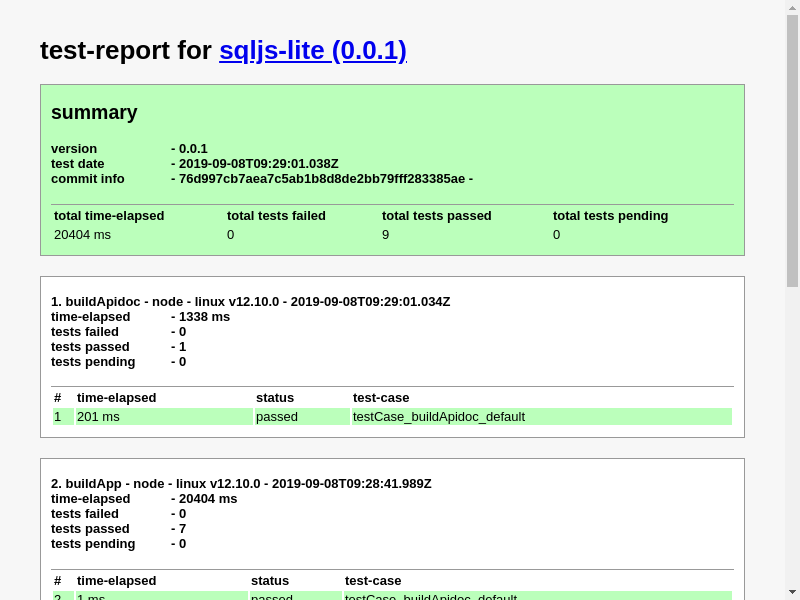 test-report for sqljs-lite (0.0.1)
summary
version - 0.0.1
test date - 2019-09-08T09:29:01.038Z
commit info - 76d997cb7aea7c5ab1b8d8de2bb79fff283385ae -
total time-elapsed total tests failed total tests passed total tests pending
20404 ms 0 9 0
1. buildApidoc - node - linux v12.10.0 - 2019-09-08T09:29:01.034Z
time-elapsed - 1338 ms
tests failed - 0
tests passed - 1
tests pending - 0
# time-elapsed status test-case
1 201 ms passed testCase_buildApidoc_default
2. buildApp - node - linux v12.10.0 - 2019-09-08T09:28:41.989Z
time-elapsed - 20404 ms
tests failed - 0
tests passed - 7
tests pending - 0
# time-elapsed status test-case
2 1 ms passed testCase_buildApidoc_default